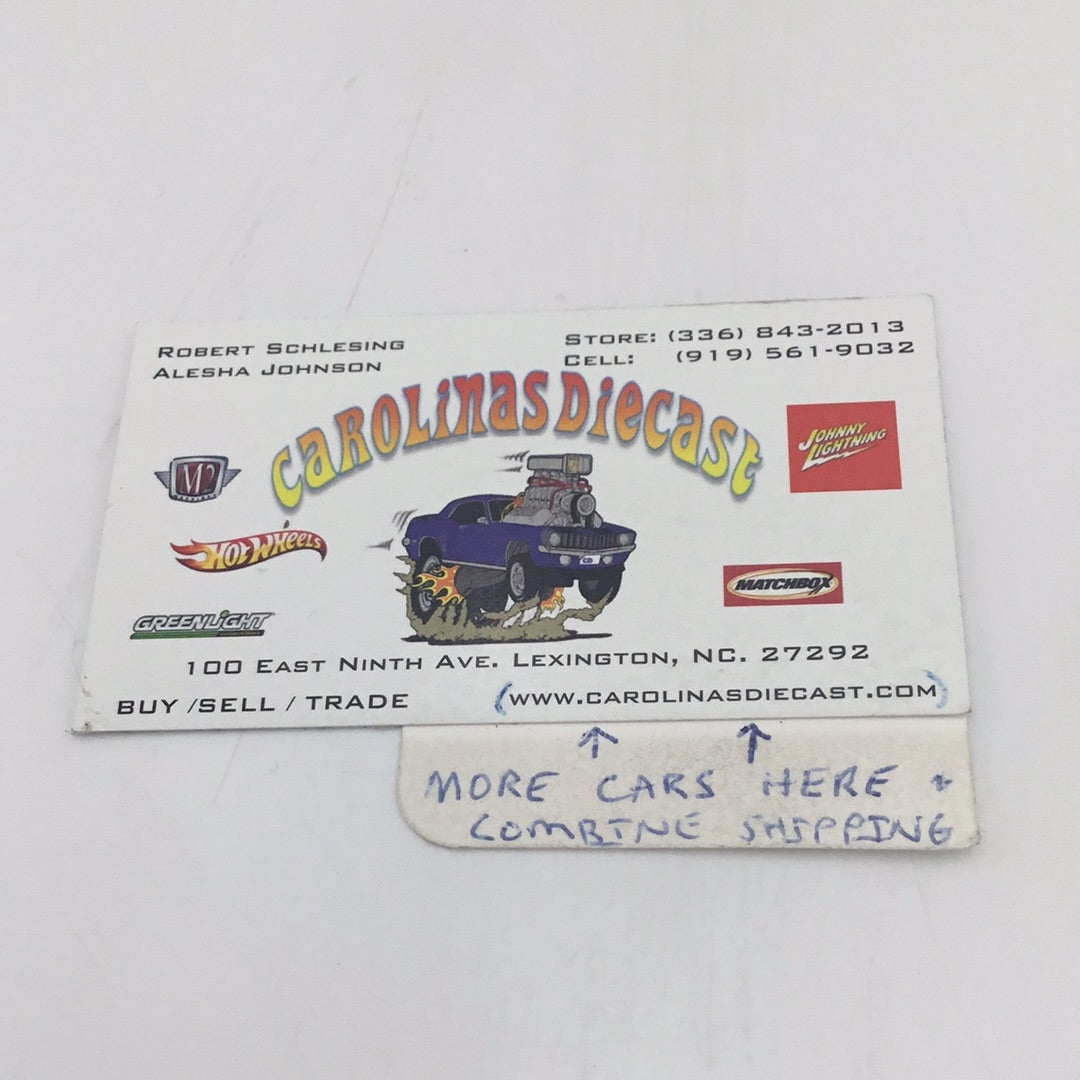 ROBERT SCHLESING
ALESHA JOHNSON
STORE: (336) 843-2013
CELL: (919) 561-9032
CAROLINAS DIECAST
M2
JOHNNY LIGHTNING
HOT WHEELS
MATCHBOX
GREENLIGHT
100 EAST NINTH AVE. LEXINGTON, NC. 27292
BUY /SELL / TRADE
(WWW.CAROLINASDIECAST.COM)
MORE CARS HERE +
COMBINE SHIPPING